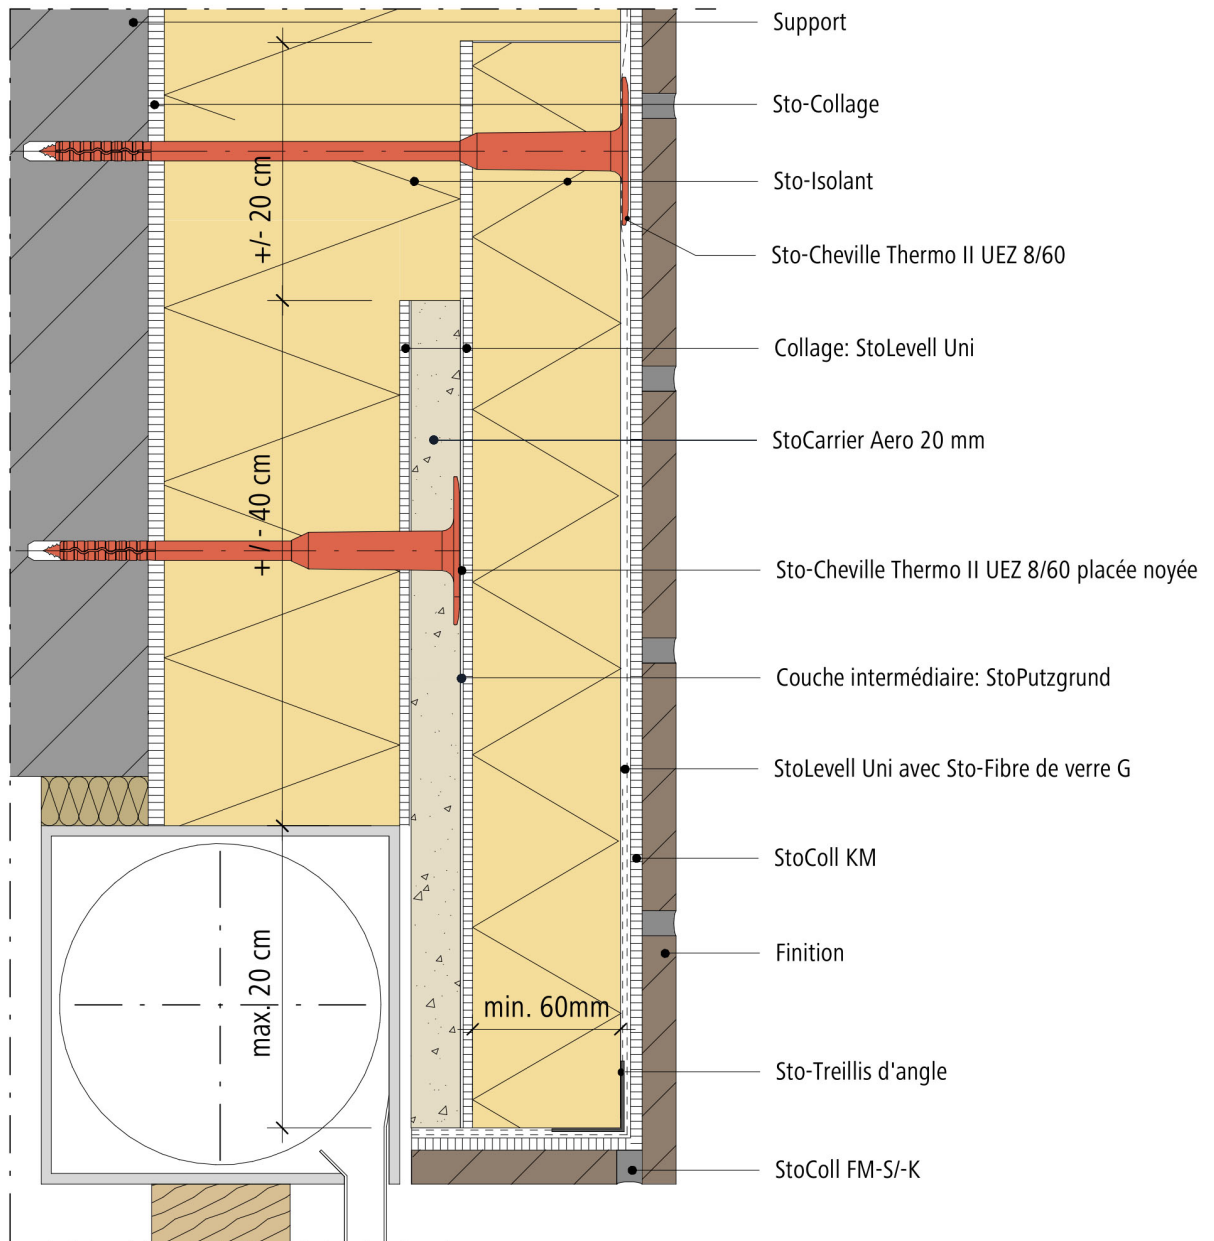 Support
Sto-Collage
Sto-Isolant
+/- 20 cm
Sto-Cheville Thermo II UEZ 8/60
Collage: StoLevell Uni
StoCarrier Aero 20 mm
+/- 40 cm
Sto-Cheville Thermo II UEZ 8/60 placée noyée
Couche intermédiaire: StoPutzgrund
StoLevell Uni avec Sto-Fibre de verre G
StoColl KM
Finition
max. 20 cm
min. 60mm
Sto-Treillis d'angle
StoColl FM-S/-K